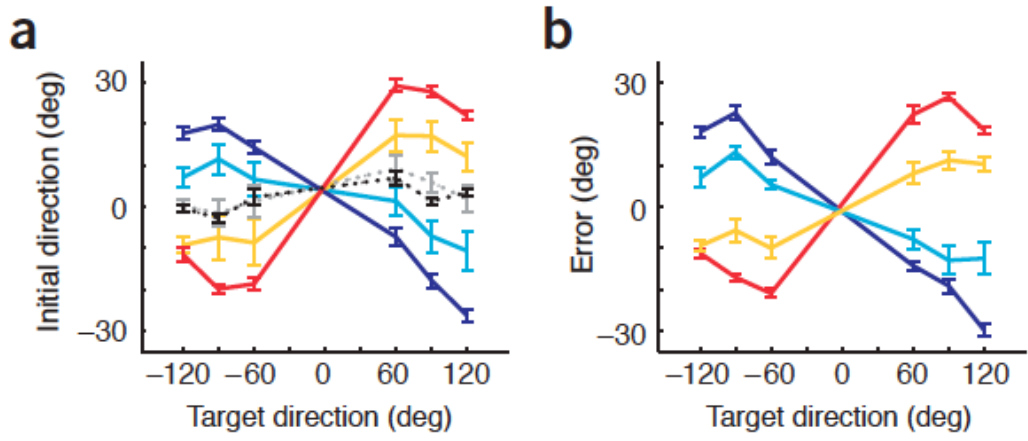 a
Initial direction (deg)
30
0
−30
−120 −60 0 60 120
Target direction (deg)
b
Error (deg)
30
0
−30
−120 −60 0 60 120
Target direction (deg)